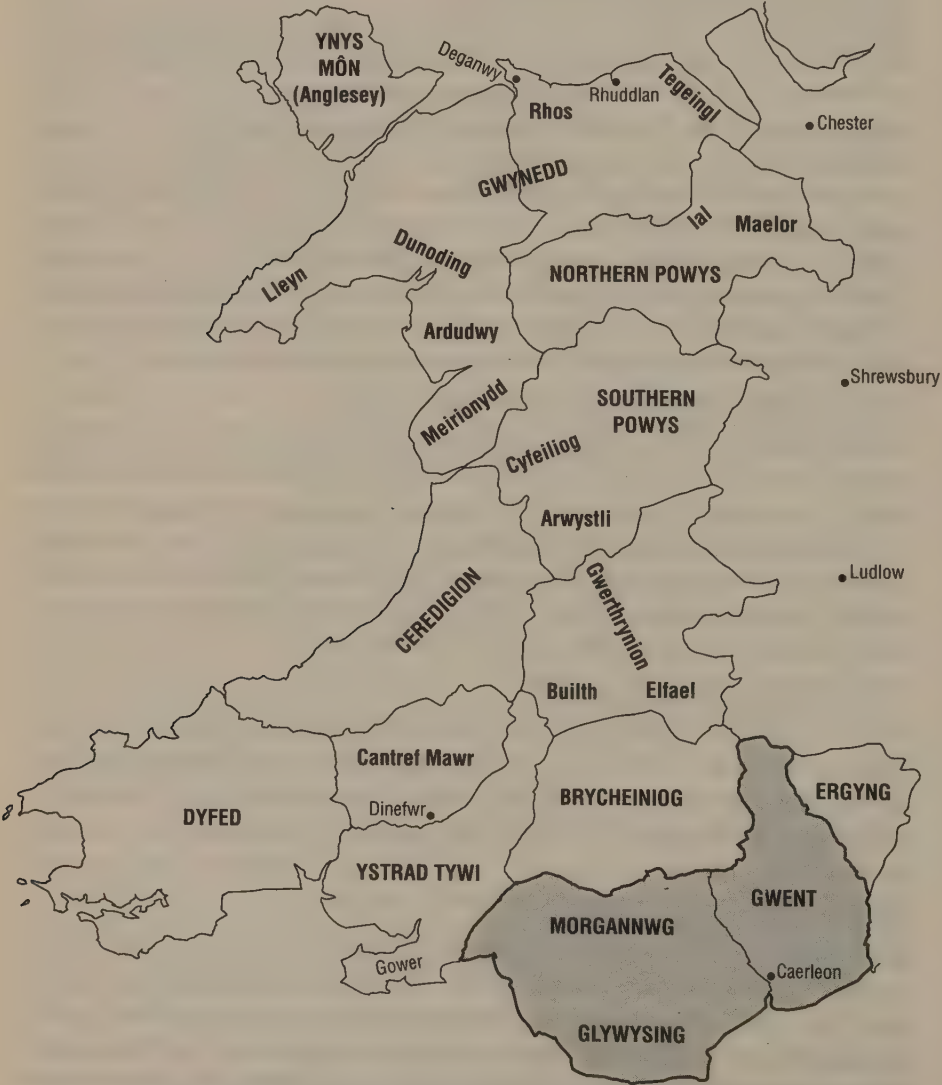 YNYS
MÔN
(Anglesey)
Deganwy
Rhuddlan
Tegeingl
Rhos
Chester
GWYNEDD
Ial
Maelor
Dunoding
Lleyn
NORTHERN POWYS
Ardudwy
Shrewsbury
Meirionydd
SOUTHERN
POWYS
Cyfeiliog
Arwystli
Ludlow
Gwerthrynion
CEREDIGION
Builth
Elfael
Cantref Mawr
BRYCHEINIOG
ERGYNG
Dinefwr
DYFED
YSTRAD TYWI
GWENT
MORGANNWG
Gower
Caerleon
GLYWYSING